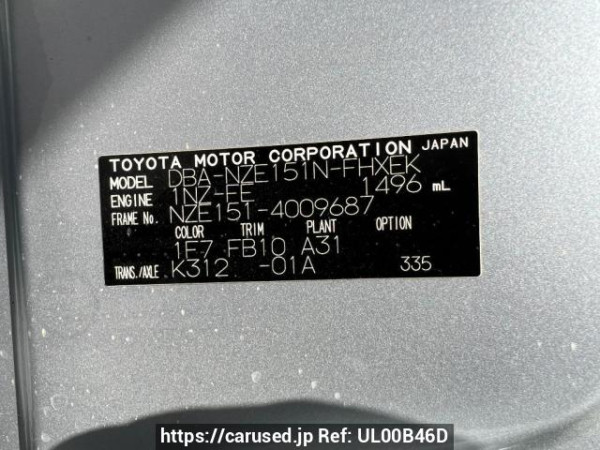 TOYOTA MOTOR CORPORATION JAPAN
MODEL DBA-NZE151N-FHXEK
ENGINE 1NZ-FE 1496 mL
FRAME No. NZE151-4009687
COLOR TRIM PLANT OPTION
1F7 FB10 A31
TRANS./AXLE K312 -01A 335
https://carused.jp Ref: UL00B46D